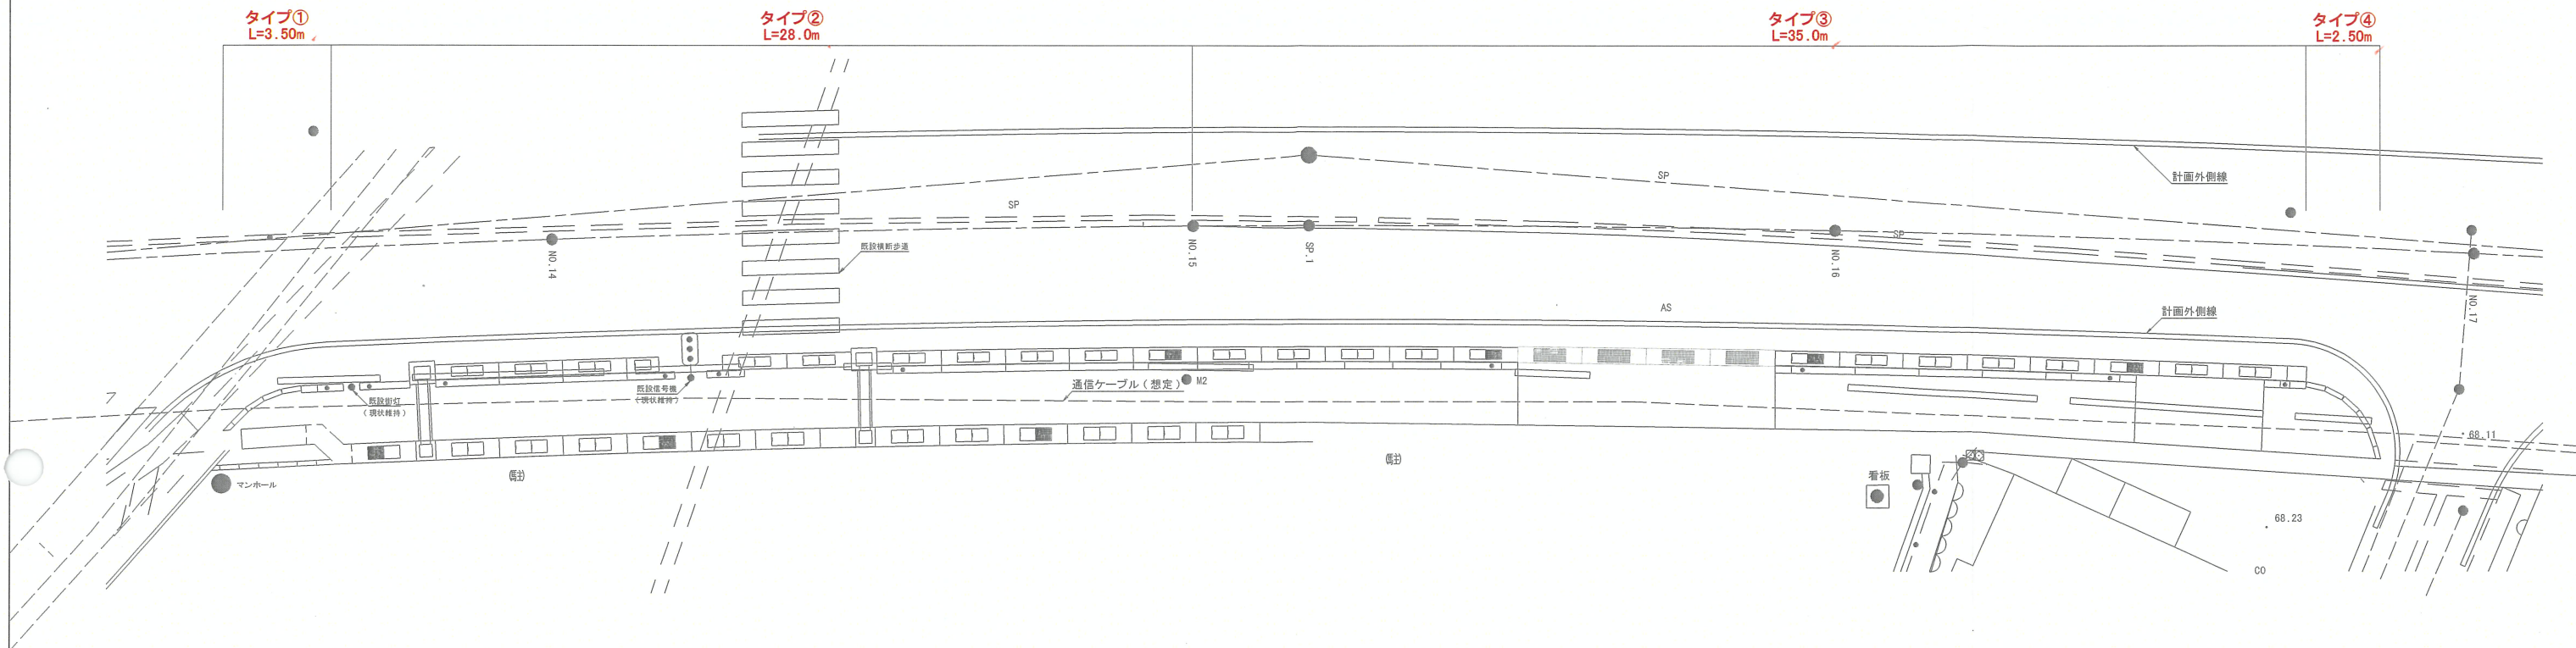 タイプ①
L=3.50m
タイプ②
L=28.0m
タイプ③
L=35.0m
タイプ④
L=2.50m
計画外側線
SP
SP
SP
既設横断歩道
NO.14
NO.15
SP.1
NO.16
NO.17
AS
計画外側線
既設街灯
(現状維持)
既設信号機
(現状維持)
通信ケーブル(想定)
M2
マンホール
看板
68.11
68.23
CO